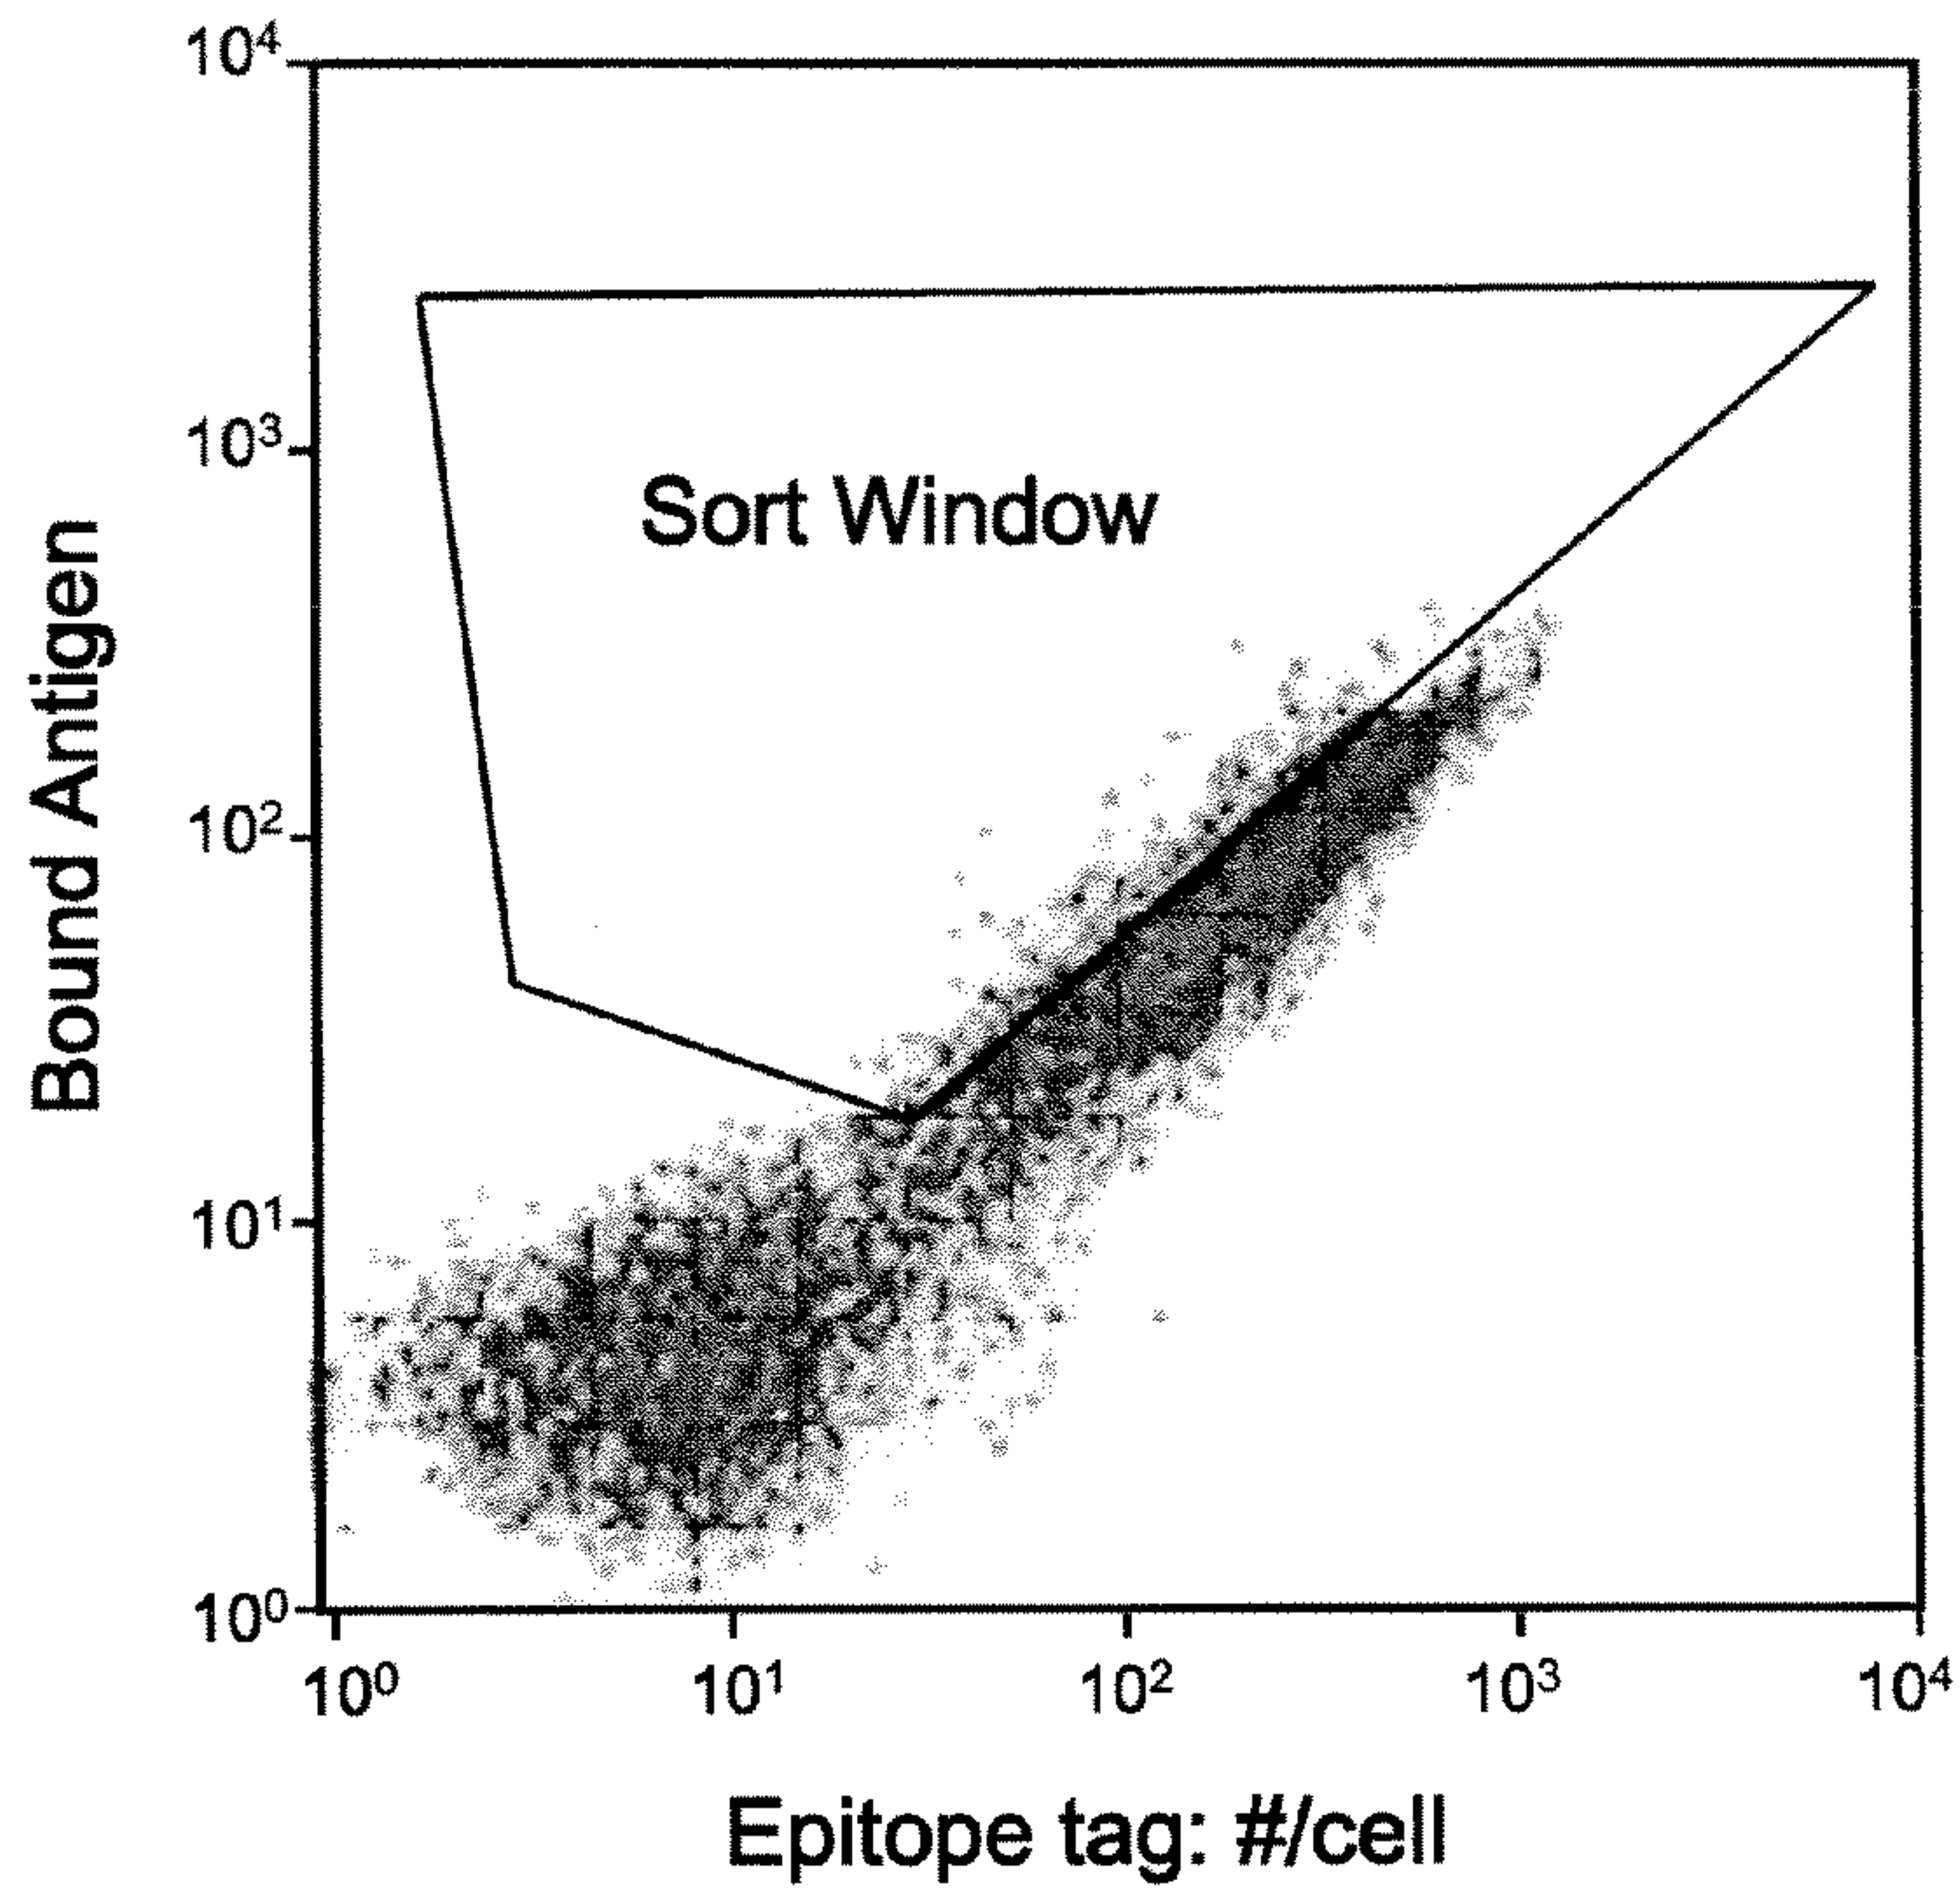 10⁴
10³
10²
10¹
10⁰
Bound Antigen
Sort Window
10⁰ 10¹ 10² 10³ 10⁴
Epitope tag: #/cell